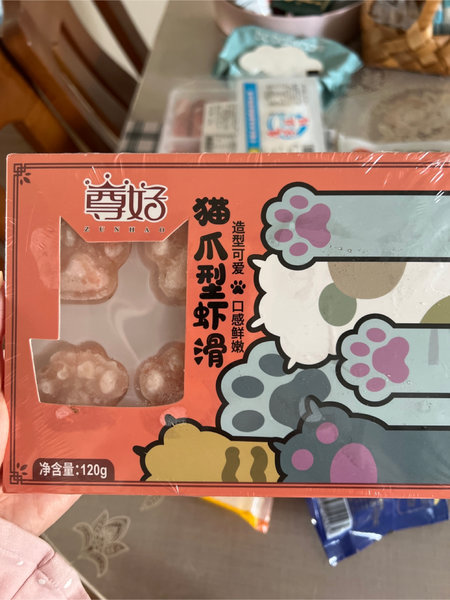 尊好
ZUNHAO
猫爪型虾滑
造型可爱 口感鲜嫩
净含量:120g